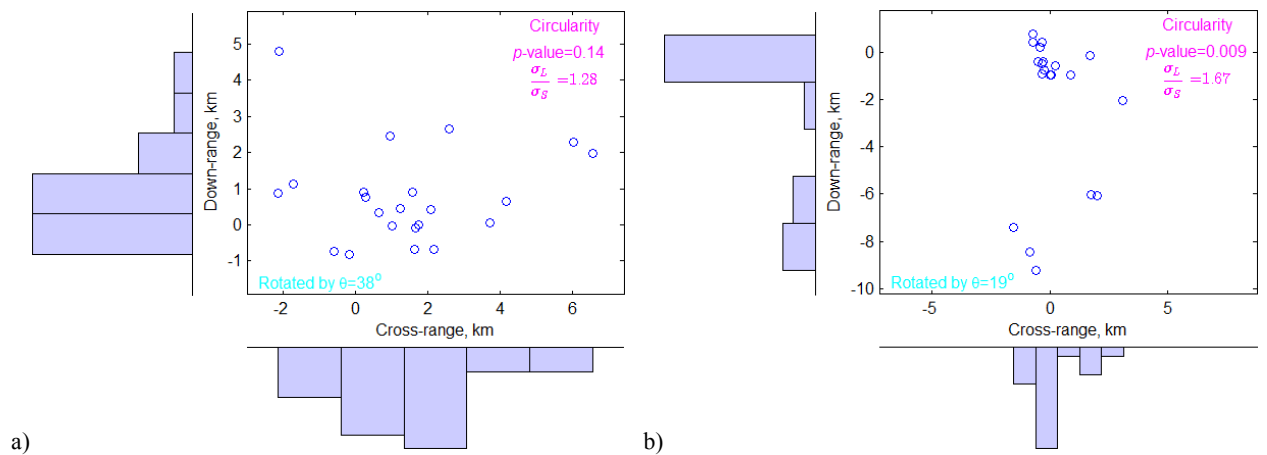 Circularity
p-value=0.14
σL/σS =1.28
5
4
3
2
1
0
-1
Down-range, km
Rotated by θ=38°
-2 0 2 4 6
Cross-range, km
a)
Circularity
p-value=0.009
σL/σS =1.67
0
-2
-4
-6
-8
-10
Down-range, km
Rotated by θ=19°
-5 0 5
Cross-range, km
b)